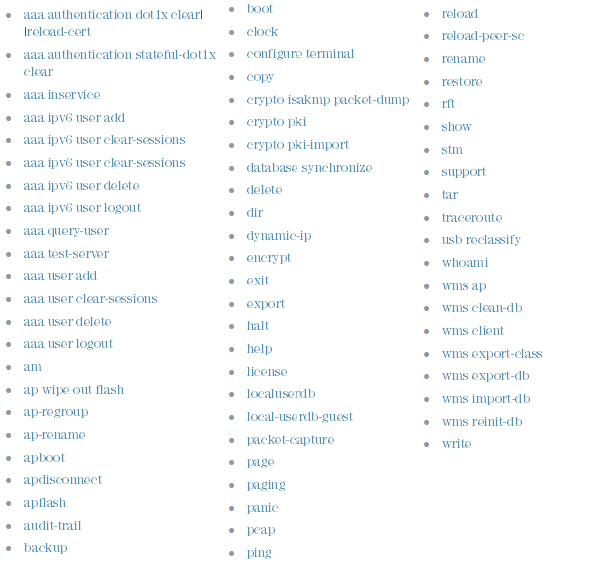 aaa authentication dot1x clear|
|reload-cert
aaa authentication stateful-dot1x
clear
aaa inservice
aaa ipv6 user add
aaa ipv6 user clear-sessions
aaa ipv6 user clear-sessions
aaa ipv6 user delete
aaa ipv6 user logout
aaa query-user
aaa test-server
aaa user add
aaa user clear-sessions
aaa user delete
aaa user logout
am
ap wipe out flash
ap-regroup
ap-rename
apboot
apdisconnect
apflash
audit-trail
backup
boot
clock
configure terminal
copy
crypto isakmp packet-dump
crypto pki
crypto pki-import
database synchronize
delete
dir
dynamic-ip
encrypt
exit
export
halt
help
license
localuserdb
local-userdb-guest
packet-capture
page
paging
panic
pcap
ping
reload
reload-peer-sc
rename
restore
rft
show
stm
support
tar
traceroute
usb reclassify
whoami
wms ap
wms clean-db
wms client
wms export-class
wms export-db
wms import-db
wms reinit-db
write